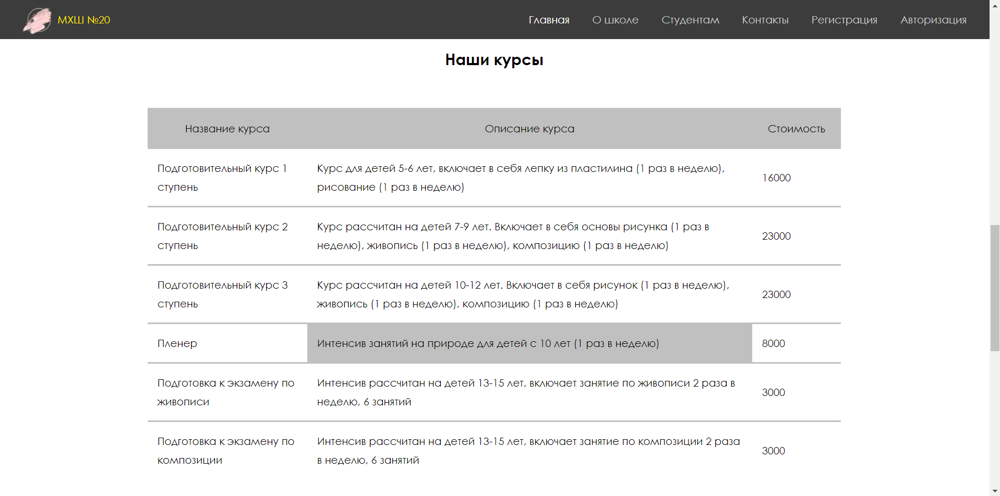 МХШ №20
Главная
О школе
Студентам
Контакты
Регистрация
Авторизация
Наши курсы
Название курса
Описание курса
Стоимость
Подготовительный курс 1
ступень
Курс для детей 5-6 лет, включает в себя лепку из пластилина (1 раз в неделю),
рисование (1 раз в неделю)
16000
Подготовительный курс 2
ступень
Курс рассчитан на детей 7-9 лет. Включает в себя основы рисунка (1 раз в
неделю), живопись (1 раз в неделю), композицию (1 раз в неделю)
23000
Подготовительный курс 3
ступень
Курс рассчитан на детей 10-12 лет. Включает в себя рисунок (1 раз в неделю),
живопись (1 раз в неделю), композицию (1 раз в неделю)
23000
Пленер
Интенсив занятий на природе для детей с 10 лет (1 раз в неделю)
8000
Подготовка к экзамену по
живописи
Интенсив рассчитан на детей 13-15 лет, включает занятие по живописи 2 раза в
неделю, 6 занятий
3000
Подготовка к экзамену по
композиции
Интенсив рассчитан на детей 13-15 лет, включает занятие по композиции 2 раза
в неделю, 6 занятий
3000